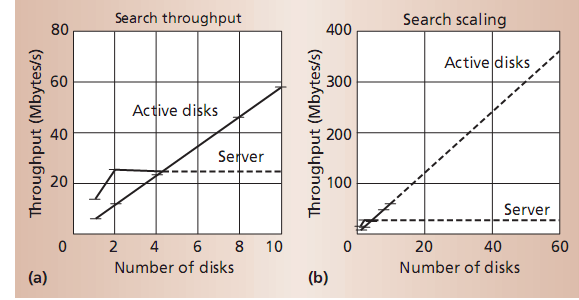 Search throughput
Throughput (Mbytes/s)
80
60
40
20
0
2
4
6
8
10
Active disks
Server
Number of disks
(a)
Search scaling
Throughput (Mbytes/s)
400
300
200
100
0
20
40
60
Active disks
Server
Number of disks
(b)